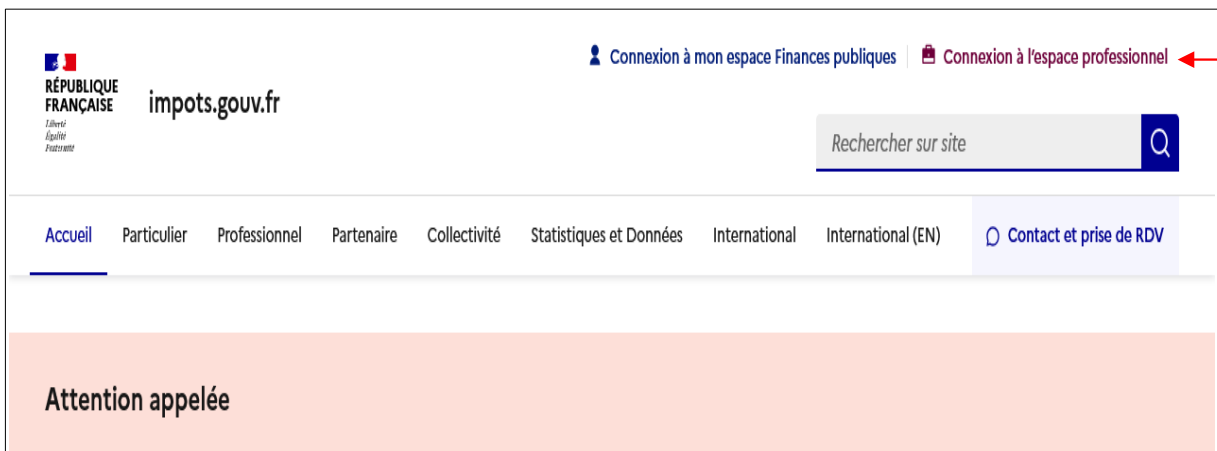 Connexion à mon espace Finances publiques
Connexion à l'espace professionnel
RÉPUBLIQUE
FRANÇAISE
Liberté
Égalité
Fraternité
impots.gouv.fr
Rechercher sur site
Accueil
Particulier
Professionnel
Partenaire
Collectivité
Statistiques et Données
International
International (EN)
Contact et prise de RDV
Attention appelée